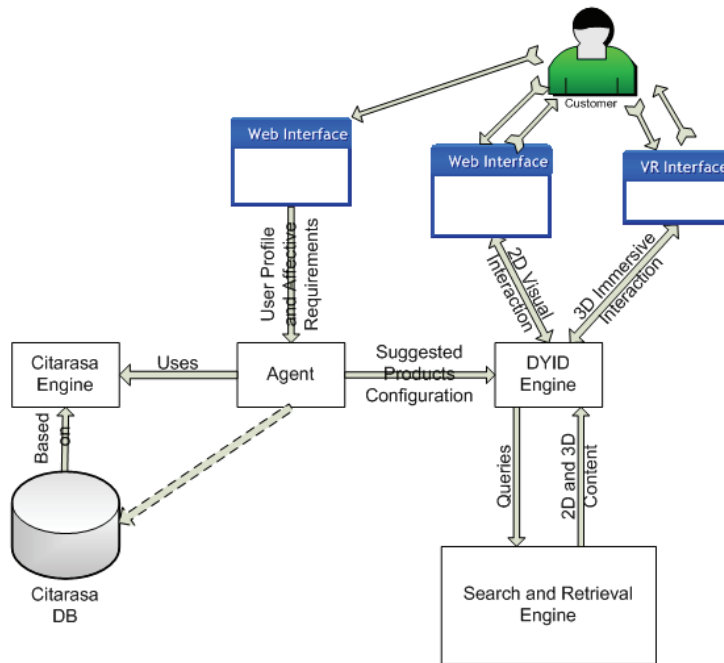 Customer
Web Interface
Web Interface
VR Interface
User Profile
and Affective
Requirements
2D Visual
Interaction
3D Immersive
Interaction
Citarasa
Engine
Uses
Agent
Suggested
Products
Configuration
DYID
Engine
Based
on
Queries
2D and 3D
Content
Citarasa
DB
Search and Retrieval
Engine